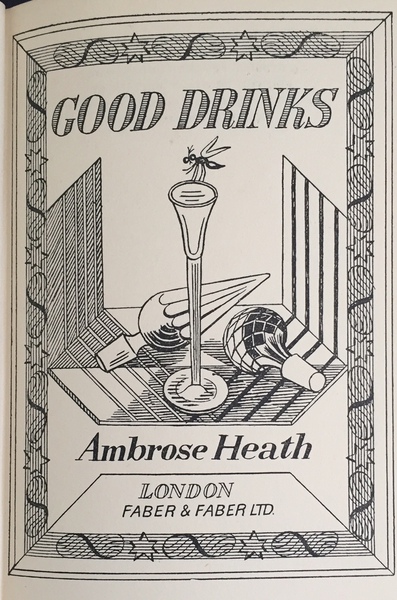 GOOD DRINKS
Ambrose Heath
LONDON
FABER & FABER LTD.